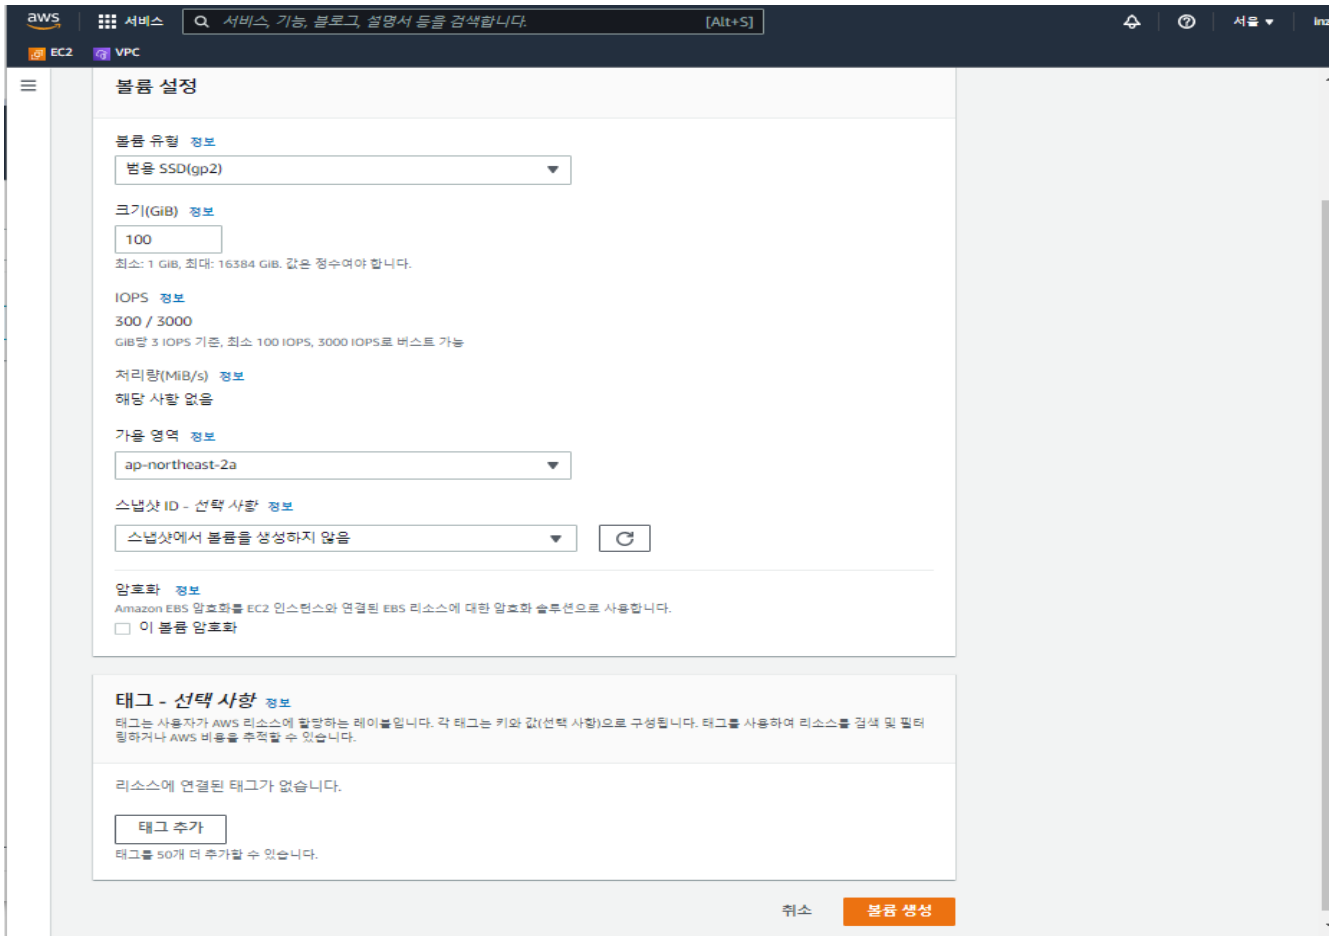 aws
서비스
서비스, 기능, 블로그, 설명서 등을 검색합니다.
[Alt+S]
서울
EC2
VPC
볼륨 설정
볼륨 유형 정보
범용 SSD(gp2)
크기(GiB) 정보
100
최소: 1 GiB, 최대: 16384 GiB. 값은 정수여야 합니다.
IOPS 정보
300 / 3000
GiB당 3 IOPS 기준, 최소 100 IOPS, 3000 IOPS로 버스트 가능
처리량(MiB/s) 정보
해당 사항 없음
가용 영역 정보
ap-northeast-2a
스냅샷 ID - 선택 사항 정보
스냅샷에서 볼륨을 생성하지 않음
암호화 정보
Amazon EBS 암호화를 EC2 인스턴스와 연결된 EBS 리소스에 대한 암호화 솔루션으로 사용합니다.
이 볼륨 암호화
태그 - 선택 사항 정보
태그는 사용자가 AWS 리소스에 할당하는 레이블입니다. 각 태그는 키와 값(선택 사항)으로 구성됩니다. 태그를 사용하여 리소스를 검색 및 필터
링하거나 AWS 비용을 추적할 수 있습니다.
리소스에 연결된 태그가 없습니다.
태그 추가
태그를 50개 더 추가할 수 있습니다.
취소
볼륨 생성